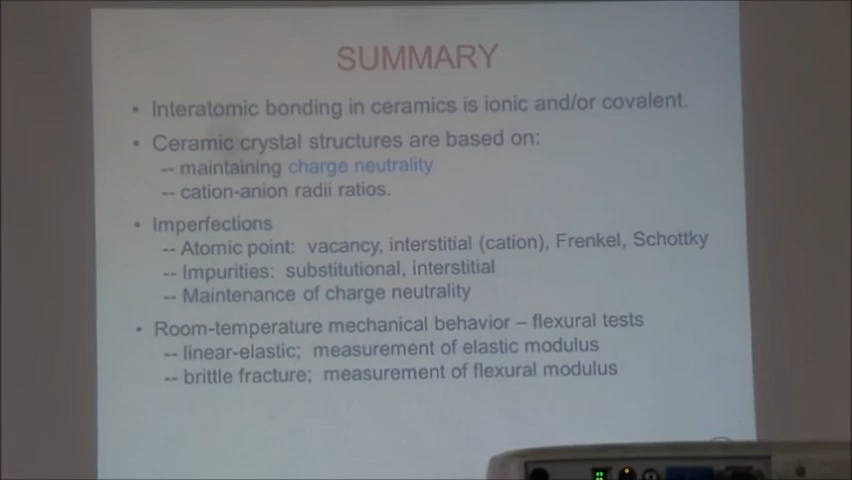 SUMMARY
• Interatomic bonding in ceramics is ionic and/or covalent.
• Ceramic crystal structures are based on:
-- maintaining charge neutrality
-- cation-anion radii ratios.
• Imperfections
-- Atomic point: vacancy, interstitial (cation), Frenkel, Schottky
-- Impurities: substitutional, interstitial
-- Maintenance of charge neutrality
• Room-temperature mechanical behavior – flexural tests
-- linear-elastic; measurement of elastic modulus
-- brittle fracture; measurement of flexural modulus